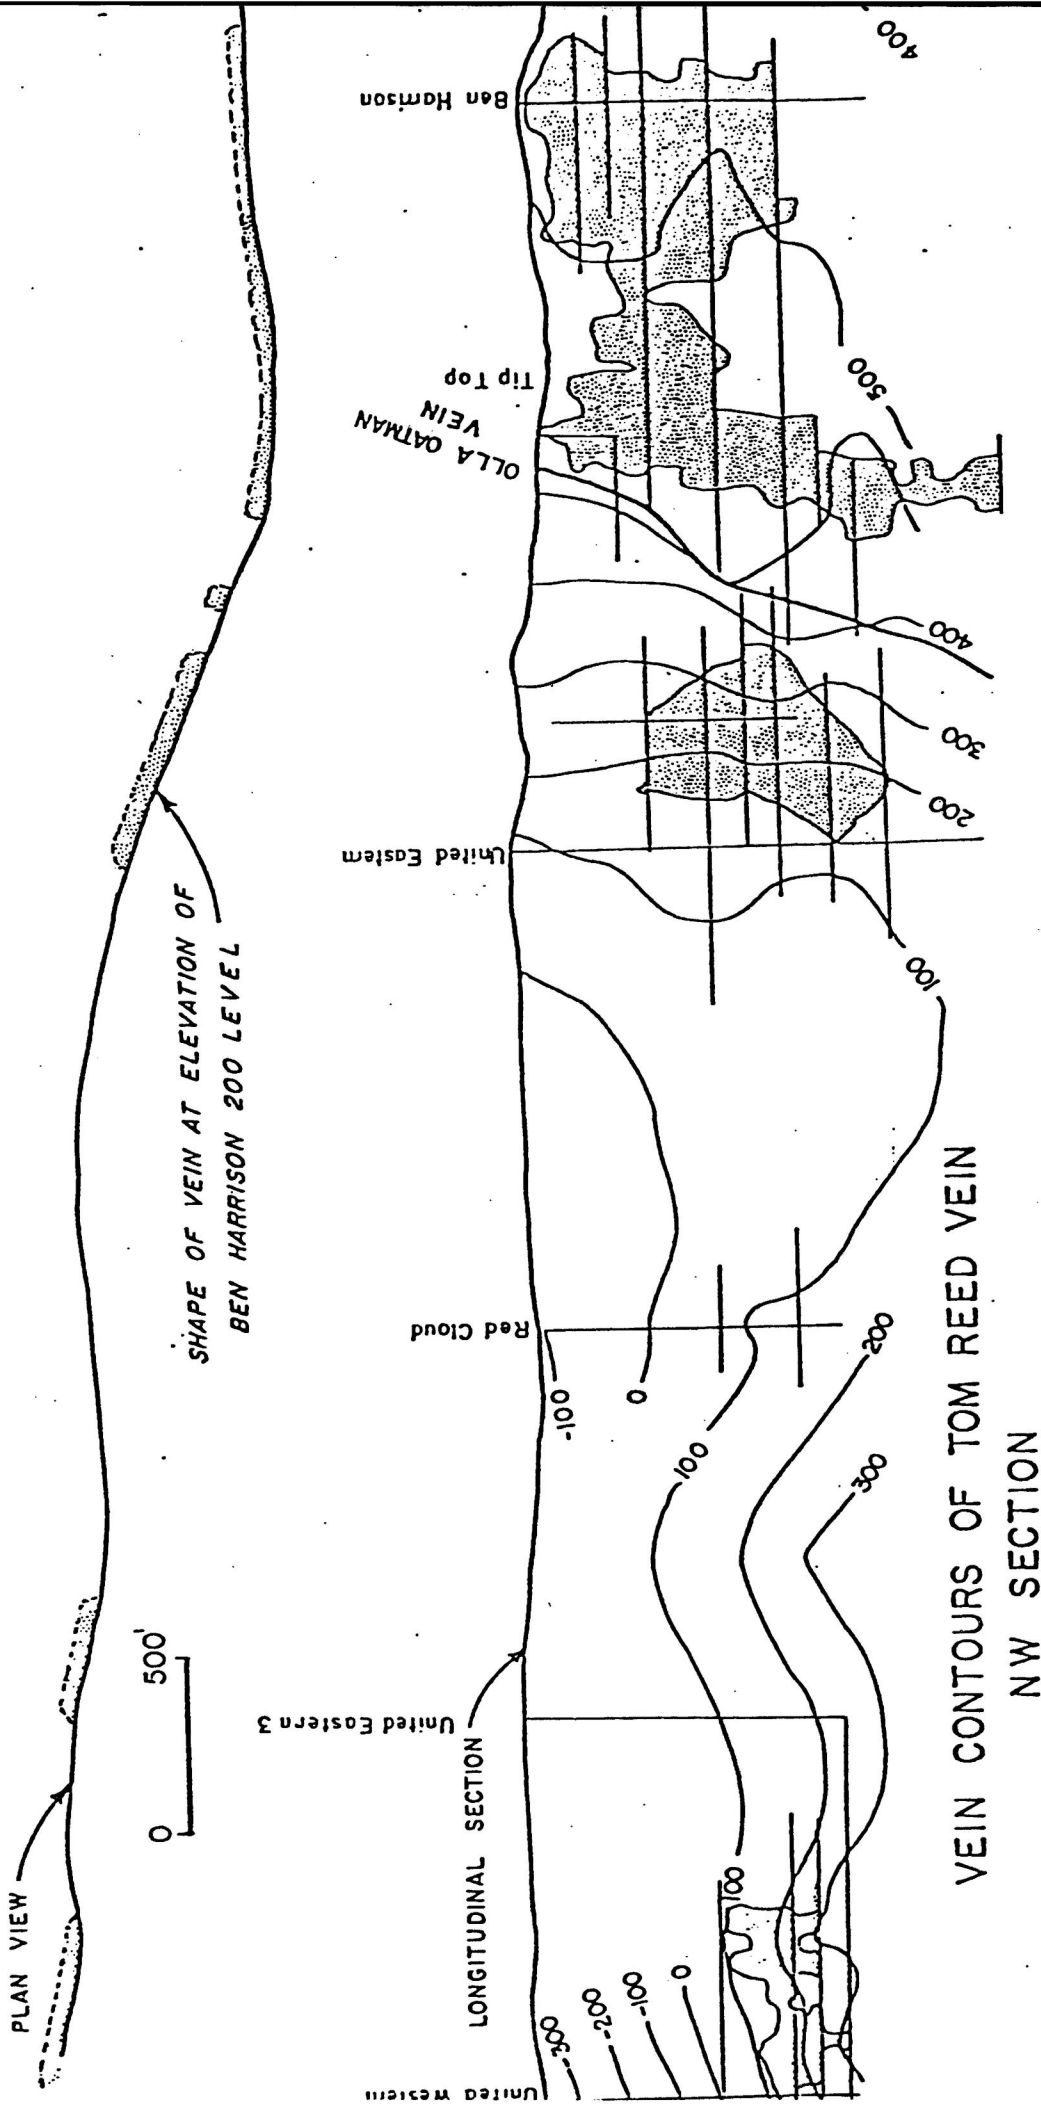 PLAN VIEW
SHAPE OF VEIN AT ELEVATION OF
BEN HARRISON 200 LEVEL
0 500'
LONGITUDINAL SECTION
United Western
United Eastern 3
Red Cloud
United Eastern
OLLA OATMAN
VEIN
Tip Top
Ben Harrison
-300
-200
-100
0
100
-100
0
100
200
300
100
200
300
400
500
400
VEIN CONTOURS OF TOM REED VEIN
NW SECTION